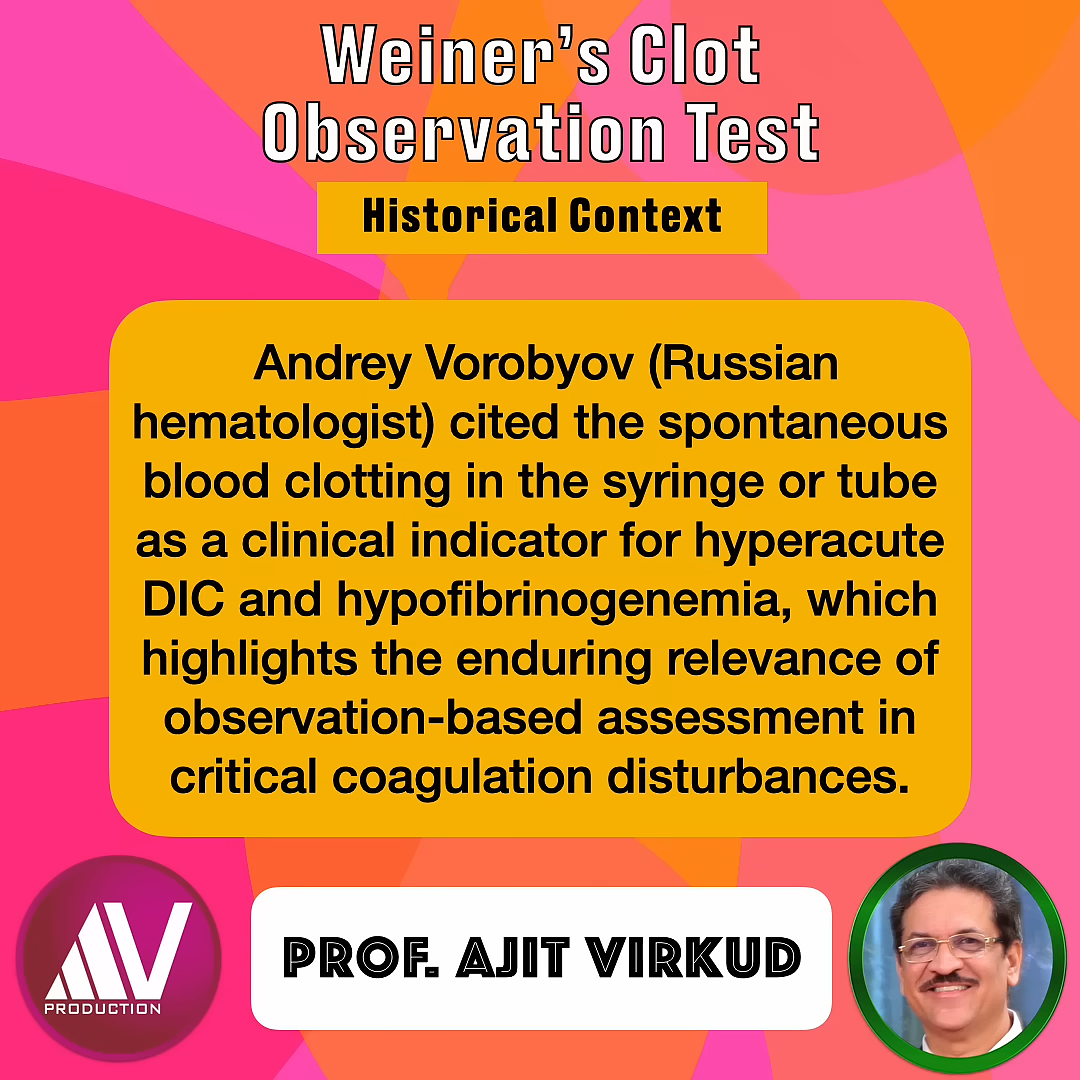 Weiner’s Clot
Observation Test
Historical Context
Andrey Vorobyov (Russian
hematologist) cited the spontaneous
blood clotting in the syringe or tube
as a clinical indicator for hyperacute
DIC and hypofibrinogenemia, which
highlights the enduring relevance of
observation-based assessment in
critical coagulation disturbances.
AV
PRODUCTION
PROF. AJIT VIRKUD